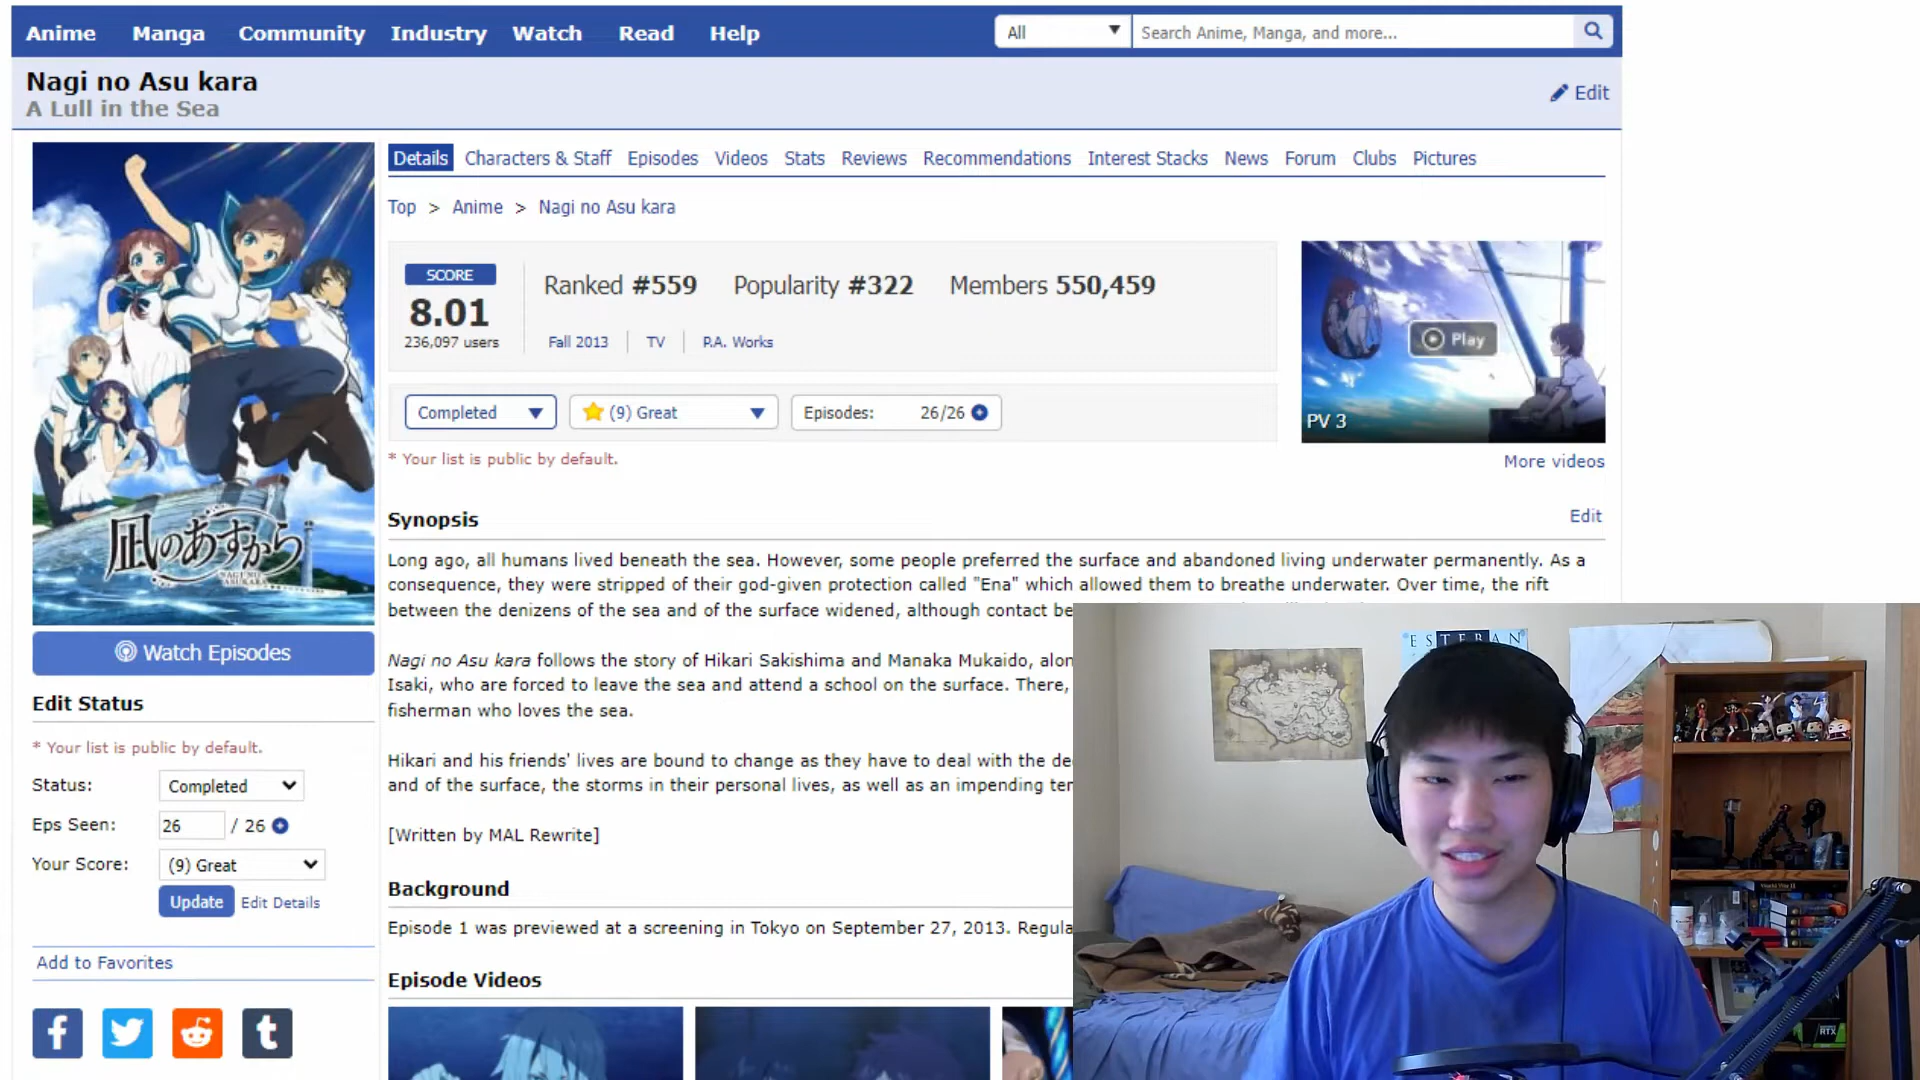 Anime Manga Community Industry Watch Read Help
All
Search Anime, Manga, and more...
Nagi no Asu kara
A Lull in the Sea
Edit
Details Characters & Staff Episodes Videos Stats Reviews Recommendations Interest Stacks News Forum Clubs Pictures
Top > Anime > Nagi no Asu kara
SCORE
8.01
236,097 users
Ranked #559 Popularity #322 Members 550,459
Fall 2013 TV P.A. Works
Completed
(9) Great
Episodes: 26/26
* Your list is public by default.
Play
PV 3
More videos
凪のあすから
NAGI NO ASUKARA
Watch Episodes
Edit Status
* Your list is public by default.
Status: Completed
Eps Seen: 26 / 26
Your Score: (9) Great
Update Edit Details
Add to Favorites
Synopsis
Edit
Long ago, all humans lived beneath the sea. However, some people preferred the surface and abandoned living underwater permanently. As a
consequence, they were stripped of their god-given protection called "Ena" which allowed them to breathe underwater. Over time, the rift
between the denizens of the sea and of the surface widened, although contact be
Nagi no Asu kara follows the story of Hikari Sakishima and Manaka Mukaido, alon
Isaki, who are forced to leave the sea and attend a school on the surface. There,
fisherman who loves the sea.
Hikari and his friends' lives are bound to change as they have to deal with the de
and of the surface, the storms in their personal lives, as well as an impending te
[Written by MAL Rewrite]
Background
Episode 1 was previewed at a screening in Tokyo on September 27, 2013. Regula
Episode Videos
ESTEBAN
World War II
RTX